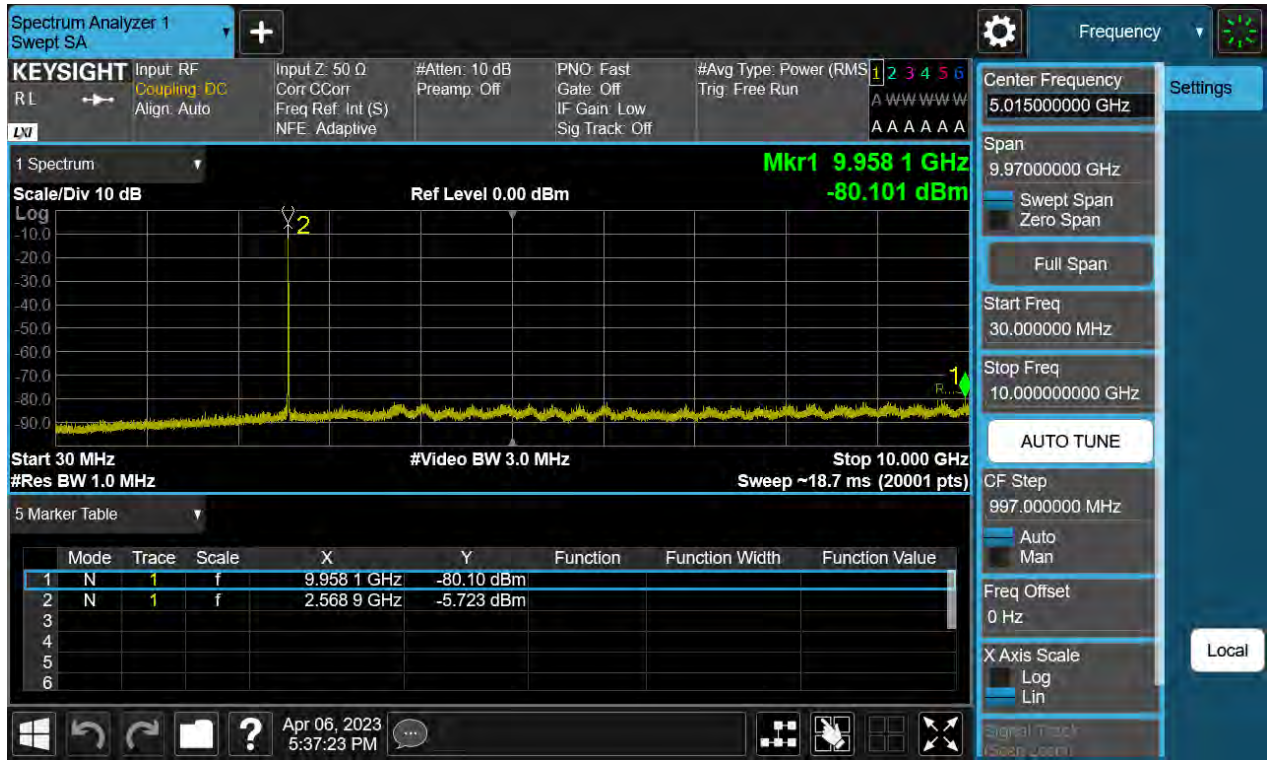 Spectrum Analyzer 1
Swept SA
+
Frequency
KEYSIGHT
RL
LXI
Input: RF
Coupling: DC
Align: Auto
Input Z: 50 Ω
Corr CCorr
Freq Ref: Int (S)
NFE: Adaptive
#Atten: 10 dB
Preamp: Off
PNO: Fast
Gate: Off
IF Gain: Low
Sig Track: Off
#Avg Type: Power (RMS
Trig: Free Run
1 2 3 4 5 6
A W W W W W
A A A A A A
1 Spectrum
Scale/Div 10 dB
Ref Level 0.00 dBm
Mkr1 9.958 1 GHz
-80.101 dBm
Log
-10.0
-20.0
-30.0
-40.0
-50.0
-60.0
-70.0
-80.0
-90.0
2
1
R...
Start 30 MHz
#Video BW 3.0 MHz
Stop 10.000 GHz
#Res BW 1.0 MHz
Sweep ~18.7 ms (20001 pts)
5 Marker Table
Mode Trace Scale X Y Function Function Width Function Value
1 N 1 f 9.958 1 GHz -80.10 dBm
2 N 1 f 2.568 9 GHz -5.723 dBm
3
4
5
6
Apr 06, 2023
5:37:23 PM
?
Center Frequency
5.015000000 GHz
Settings
Span
9.97000000 GHz
Swept Span
Zero Span
Full Span
Start Freq
30.000000 MHz
Stop Freq
10.000000000 GHz
AUTO TUNE
CF Step
997.000000 MHz
Auto
Man
Freq Offset
0 Hz
X Axis Scale
Log
Lin
Local
Signal Track
(Span Zoom)